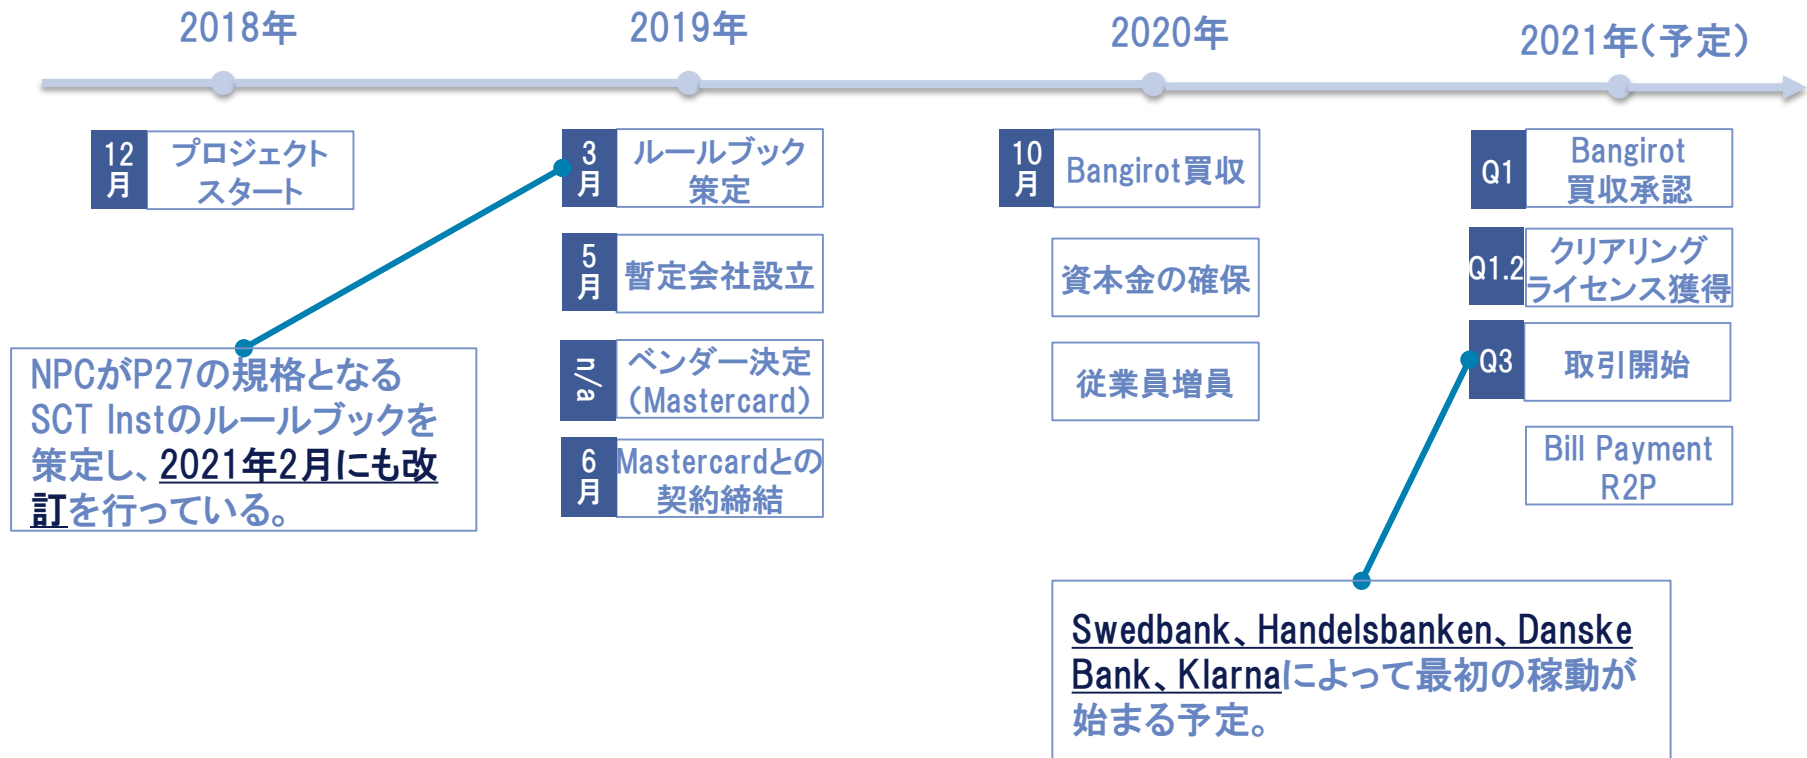 2018年
2019年
2020年
2021年(予定)
12
月
プロジェクト
スタート
3
月
ルールブック
策定
5
月
暫定会社設立
n/a
ベンダー決定
(Mastercard)
6
月
Mastercardとの
契約締結
10
月
Bangirot買収
資本金の確保
従業員増員
Q1
Bangirot
買収承認
Q1.2
クリアリング
ライセンス獲得
Q3
取引開始
Bill Payment
R2P
NPCがP27の規格となる
SCT Instのルールブックを
策定し、2021年2月にも改
訂を行っている。
Swedbank、Handelsbanken、Danske
Bank、Klarnaによって最初の稼動が
始まる予定。